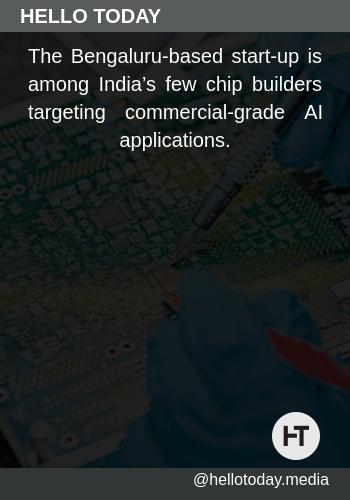 HELLO TODAY
The Bengaluru-based start-up is
among India’s few chip builders
targeting commercial-grade AI
applications.
HT
@hellotoday.media